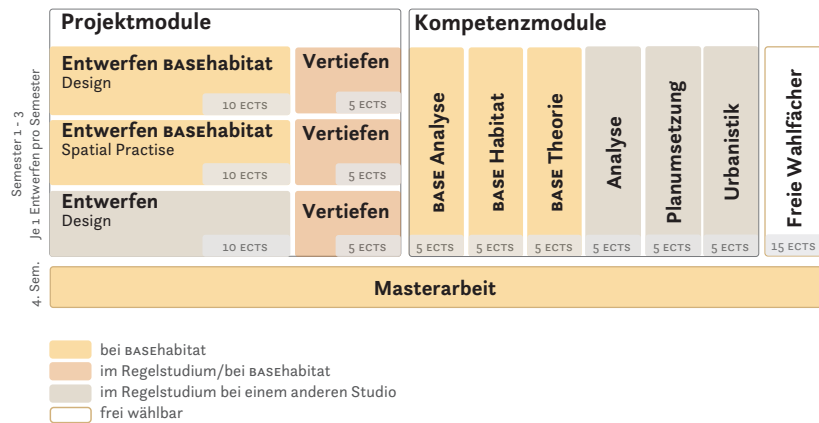 Projektmodule
Kompetenzmodule
Semester 1 - 3
Je 1 Entwerfen pro Semester
Entwerfen BASEhabitat
Design
10 ECTS
Vertiefen
5 ECTS
Entwerfen BASEhabitat
Spatial Practise
10 ECTS
Vertiefen
5 ECTS
Entwerfen
Design
10 ECTS
Vertiefen
5 ECTS
BASE Analyse
5 ECTS
BASE Habitat
5 ECTS
BASE Theorie
5 ECTS
Analyse
5 ECTS
Planumsetzung
5 ECTS
Urbanistik
5 ECTS
Freie Wahlfächer
15 ECTS
4. Sem.
Masterarbeit
bei BASEhabitat
im Regelstudium/bei BASEhabitat
im Regelstudium bei einem anderen Studio
frei wählbar